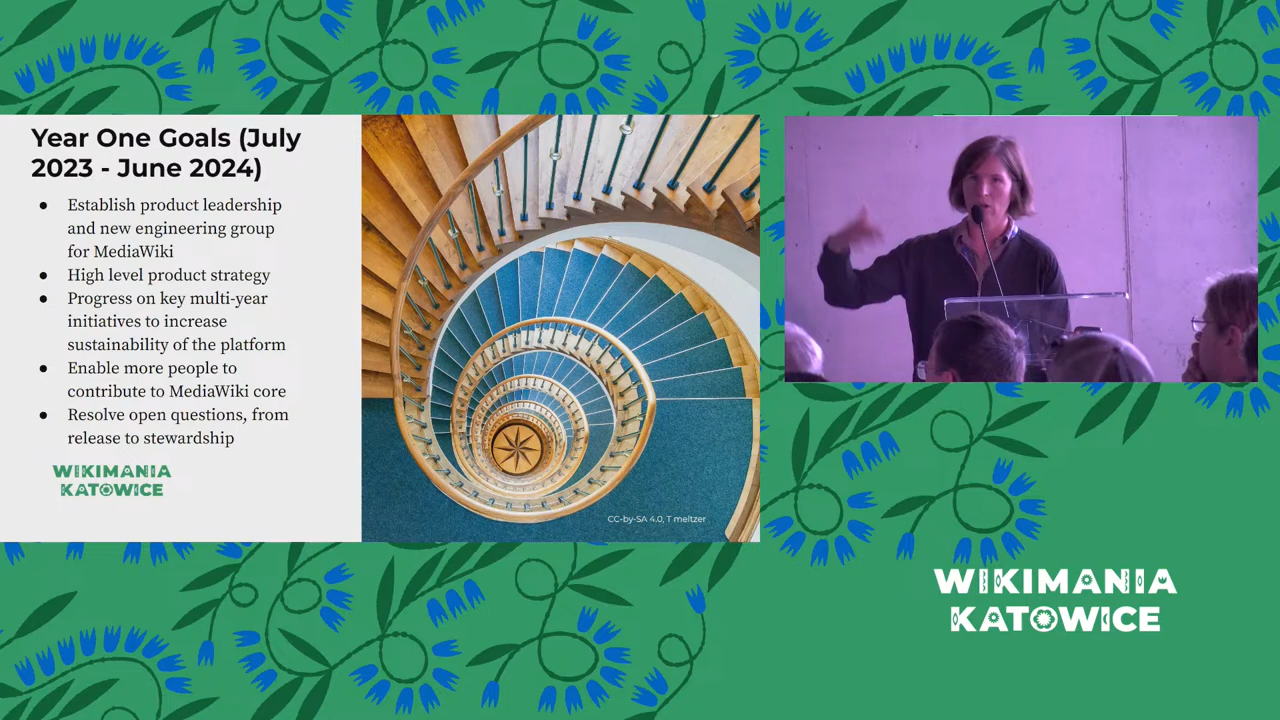 Year One Goals (July
2023 - June 2024)
● Establish product leadership
and new engineering group
for MediaWiki
● High level product strategy
● Progress on key multi-year
initiatives to increase
sustainability of the platform
● Enable more people to
contribute to MediaWiki core
● Resolve open questions, from
release to stewardship
WIKIMANIA
KATOWICE
CC-by-SA 4.0, T meltzer
WIKIMANIA
KATOWICE